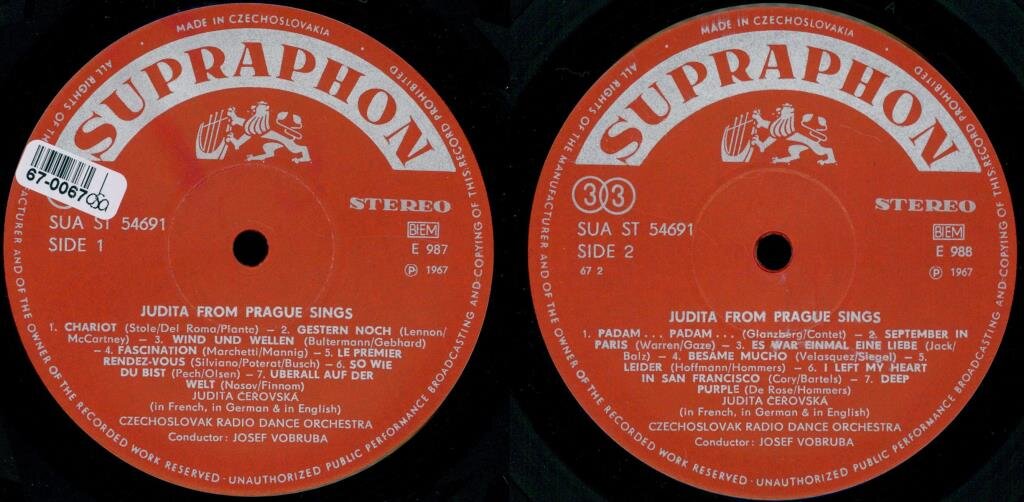 MADE IN CZECHOSLOVAKIA
SUPRAPHON
67-0067
STEREO
SUA ST 54691
BIEM
SIDE 1
E 987
Ⓟ 1967
JUDITA FROM PRAGUE SINGS
1. CHARIOT (Stole/Del Roma/Plante) – 2. GESTERN NOCH (Lennon/
McCartney) – 3. WIND UND WELLEN (Bultermann/Gebhard)
– 4. FASCINATION (Marchetti/Mannig) – 5. LE PREMIER
RENDEZ-VOUS (Silviano/Poterat/Busch) – 6. SO WIE
DU BIST (Pech/Olsen) – 7. UBERALL AUF DER
WELT (Nosov/Finnom)
JUDITA ČEROVSKÁ
(in French, in German & in English)
CZECHOSLOVAK RADIO DANCE ORCHESTRA
Conductor: JOSEF VOBRUBA
ALL RIGHTS OF THE AND OF THE OWNER OF THE RECORDED WORK RESERVED · UNAUTHORIZED PUBLIC PERFORMANCE BROADCASTING AND COPYING OF THIS RECORD PROHIBITED
MADE IN CZECHOSLOVAKIA
SUPRAPHON
33
STEREO
SUA ST 54691
BIEM
SIDE 2
E 988
67 2
Ⓟ 1967
JUDITA FROM PRAGUE SINGS
1. PADAM... PADAM... (Glanzberg/Contet) – 2. SEPTEMBER IN
PARIS (Warren/Gaze) – 3. ES WAR EINMAL EINE LIEBE (Jack/
Balz) – 4. BESAME MUCHO (Velasquez/Siegel) – 5.
LEIDER (Hoffmann/Hommers) – 6. I LEFT MY HEART
IN SAN FRANCISCO (Cory/Bartels) – 7. DEEP
PURPLE (De Rose/Hommers)
JUDITA ČEROVSKÁ
(in French, in German & in English)
CZECHOSLOVAK RADIO DANCE ORCHESTRA
Conductor: JOSEF VOBRUBA
ALL RIGHTS OF THE MANUFACTURER AND OF THE OWNER OF THE RECORDED WORK RESERVED · UNAUTHORIZED PUBLIC PERFORMANCE BROADCASTING AND COPYING OF THIS RECORD PROHIBITED